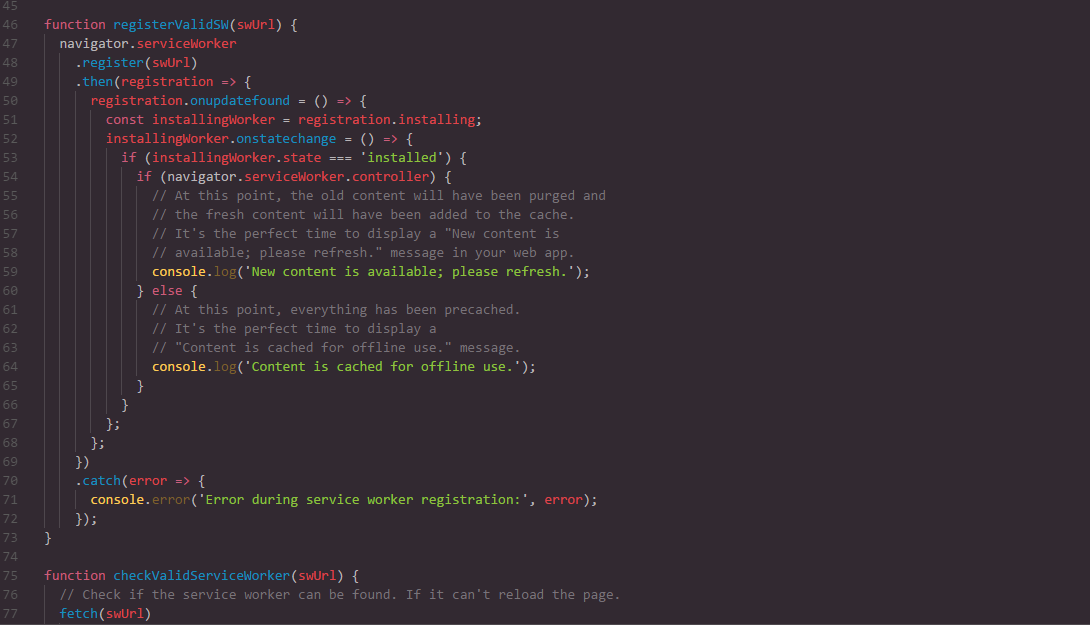 45
46 function registerValidSW(swUrl) {
47   navigator.serviceWorker
48     .register(swUrl)
49     .then(registration => {
50       registration.onupdatefound = () => {
51         const installingWorker = registration.installing;
52         installingWorker.onstatechange = () => {
53           if (installingWorker.state === 'installed') {
54             if (navigator.serviceWorker.controller) {
55               // At this point, the old content will have been purged and
56               // the fresh content will have been added to the cache.
57               // It's the perfect time to display a "New content is
58               // available; please refresh." message in your web app.
59               console.log('New content is available; please refresh.');
60             } else {
61               // At this point, everything has been precached.
62               // It's the perfect time to display a
63               // "Content is cached for offline use." message.
64               console.log('Content is cached for offline use.');
65             }
66           }
67         };
68       };
69     })
70     .catch(error => {
71       console.error('Error during service worker registration:', error);
72     });
73 }
74
75 function checkValidServiceWorker(swUrl) {
76   // Check if the service worker can be found. If it can't reload the page.
77   fetch(swUrl)